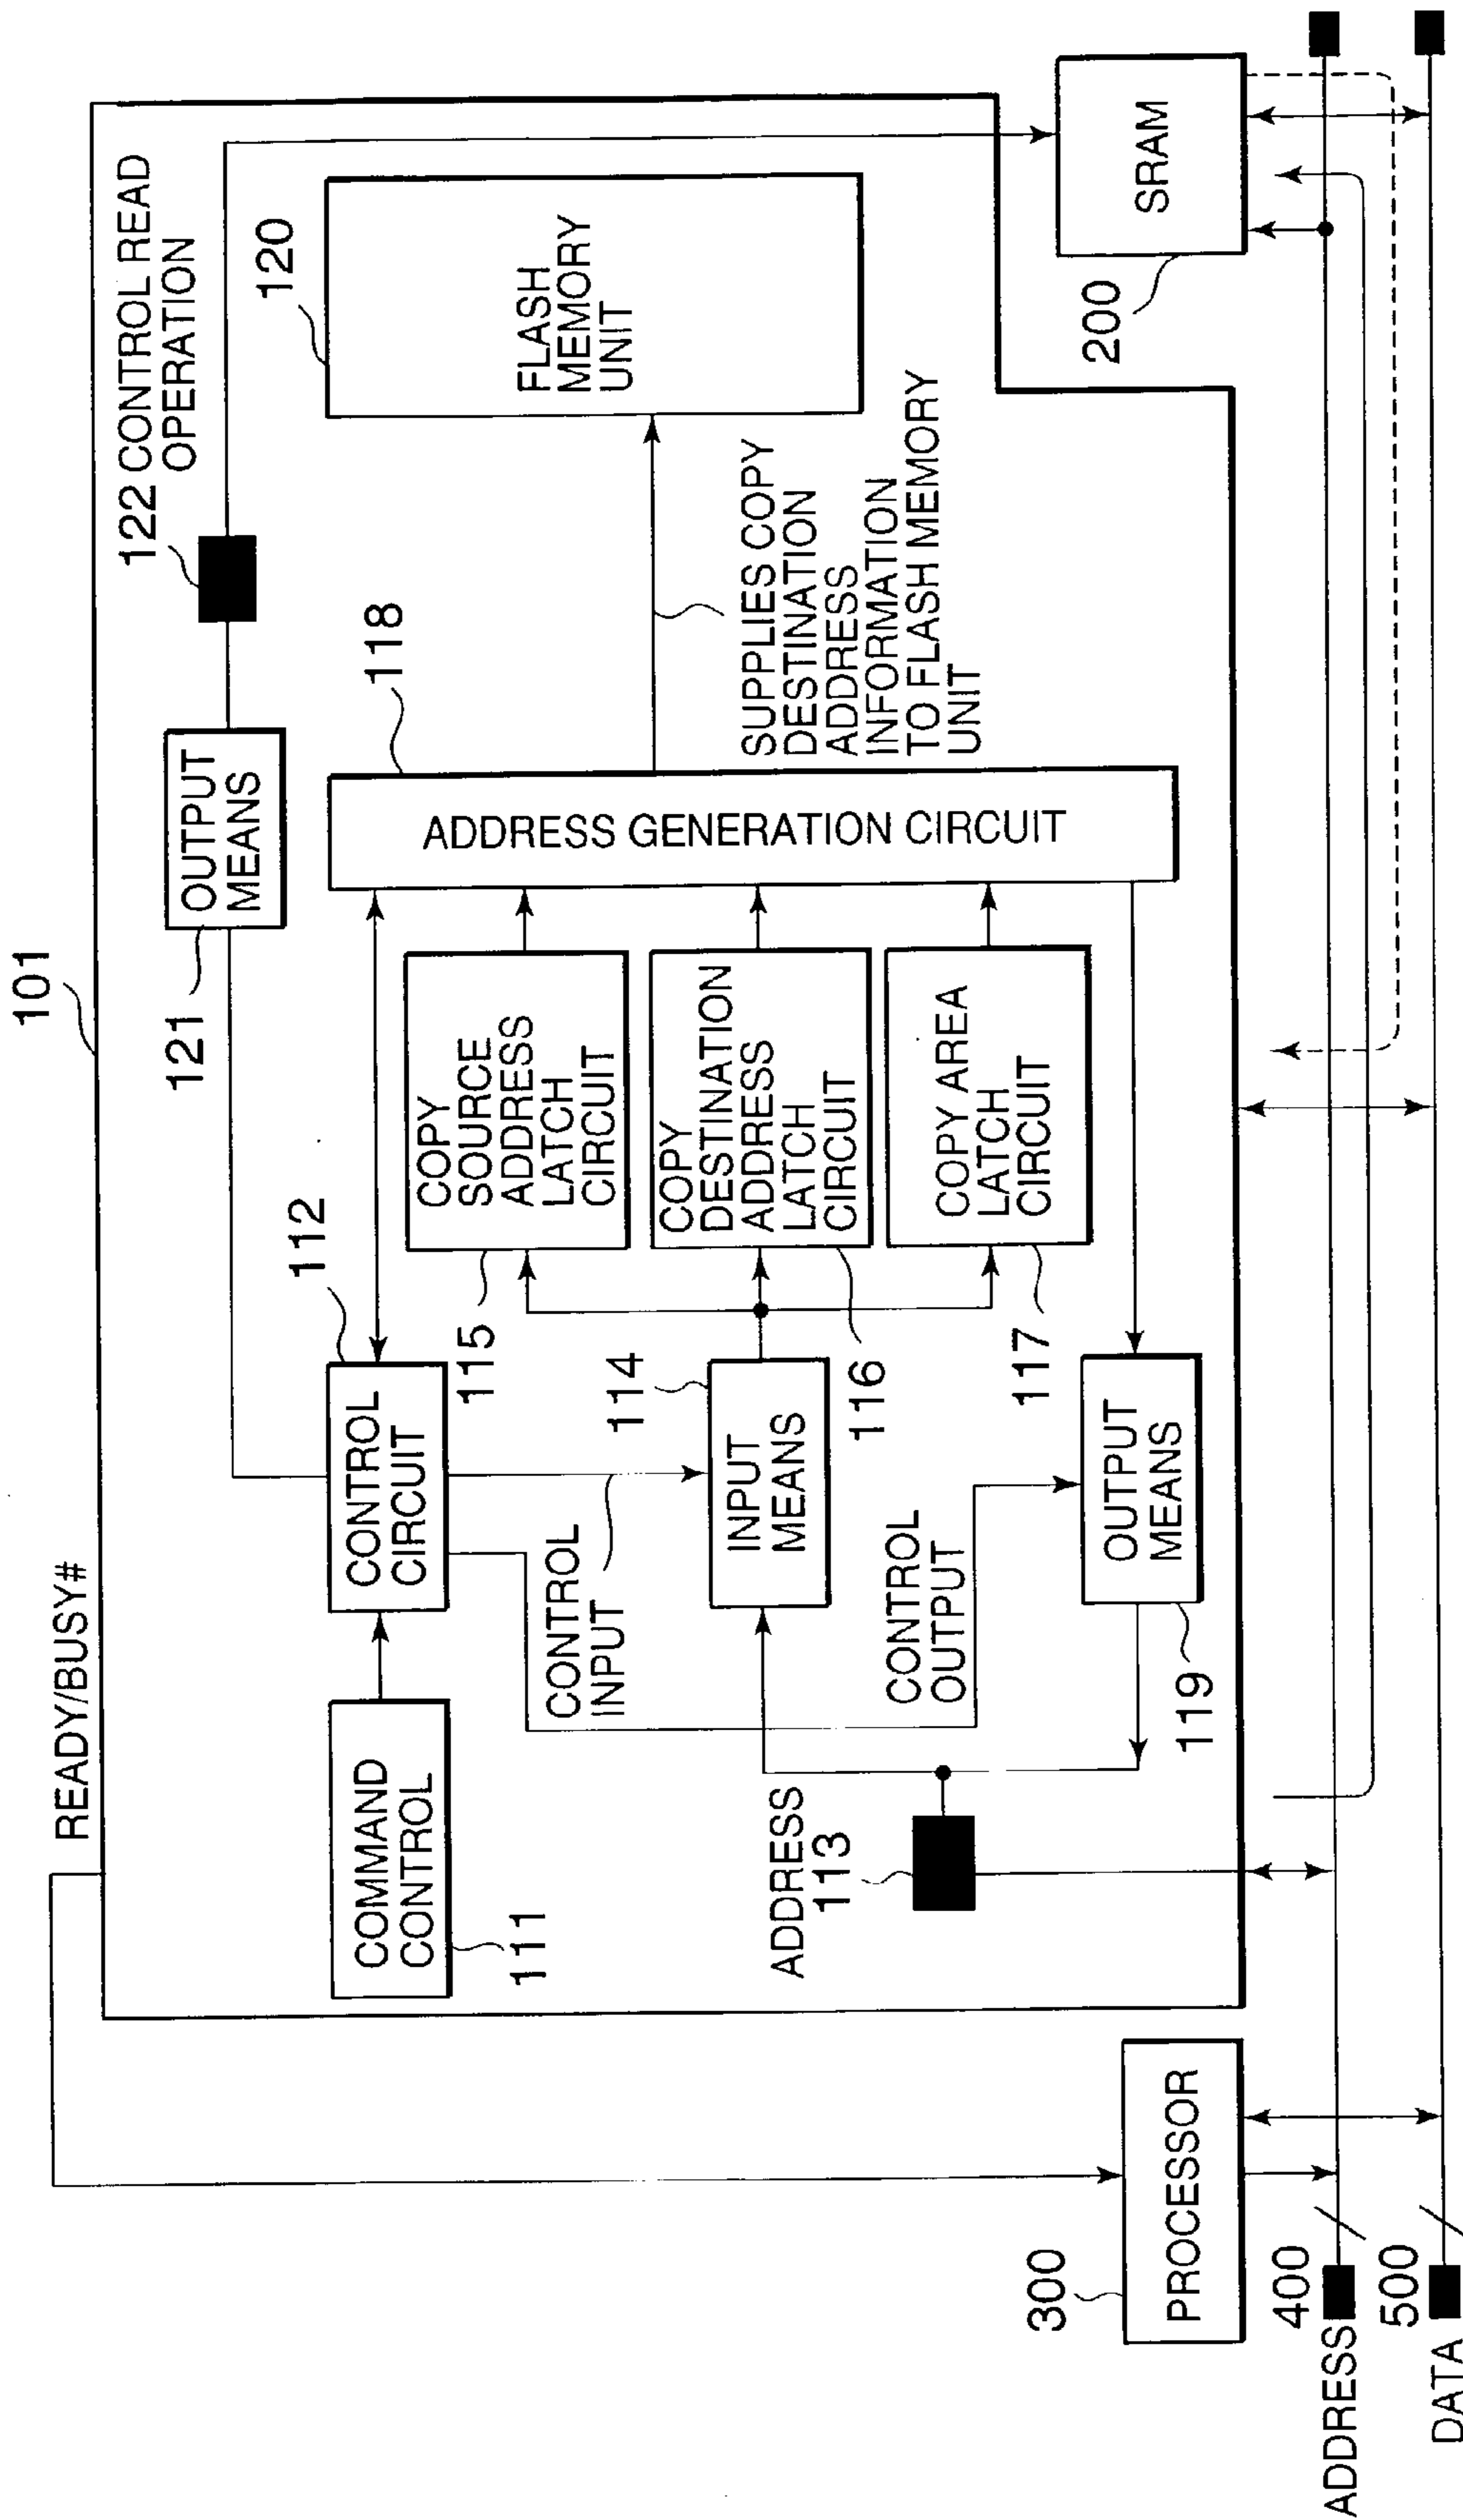 READY/BUSY#
101
COMMAND
CONTROL
111
CONTROL
CIRCUIT
112
121
OUTPUT
MEANS
122 CONTROL READ
OPERATION
120
FLASH
MEMORY
UNIT
118
ADDRESS GENERATION CIRCUIT
SUPPLIES COPY
DESTINATION
ADDRESS
INFORMATION
TO FLASH MEMORY
UNIT
COPY
SOURCE
ADDRESS
LATCH
CIRCUIT
115
COPY
DESTINATION
ADDRESS
LATCH
CIRCUIT
116
COPY AREA
LATCH
CIRCUIT
117
CONTROL
INPUT
114
INPUT
MEANS
CONTROL
OUTPUT
OUTPUT
MEANS
119
ADDRESS
113
200
SRAM
300
PROCESSOR
400
ADDRESS
500
DATA